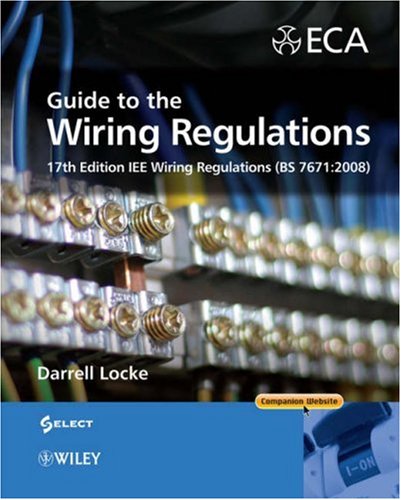 ECA
Guide to the
Wiring Regulations
17th Edition IEE Wiring Regulations (BS 7671:2008)
Darrell Locke
Companion Website
SELECT
WILEY
I-ON